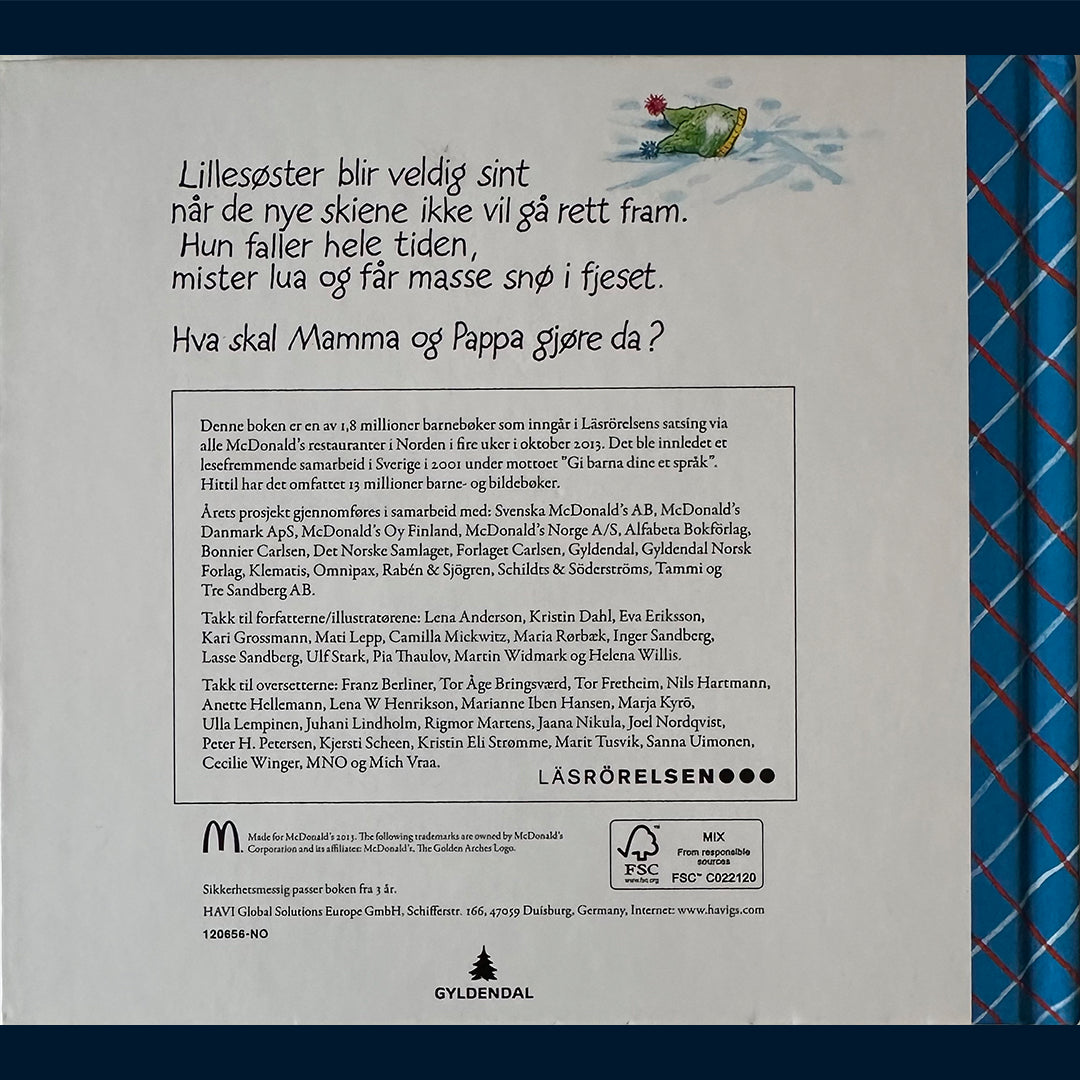 Lillesøster blir veldig sint
når de nye skiene ikke vil gå rett fram.
Hun faller hele tiden,
mister lua og får masse snø i fjeset.
Hva skal Mamma og Pappa gjøre da?
Denne boken er en av 1,8 millioner barnebøker som inngår i Läsrörelsens satsing via
alle McDonald's restauranter i Norden i fire uker i oktober 2013. Det ble innledet et
lesefremmende samarbeid i Sverige i 2001 under mottoet "Gi barna dine et språk".
Hittil har det omfattet 13 millioner barne- og bildebøker.
Årets prosjekt gjennomføres i samarbeid med: Svenska McDonald's AB, McDonald's
Danmark ApS, McDonald's Oy Finland, McDonald's Norge A/S, Alfabeta Bokförlag,
Bonnier Carlsen, Det Norske Samlaget, Forlaget Carlsen, Gyldendal, Gyldendal Norsk
Forlag, Klematis, Omnipax, Rabén & Sjögren, Schildts & Söderströms, Tammi og
Tre Sandberg AB.
Takk til forfatterne/illustratørene: Lena Anderson, Kristin Dahl, Eva Eriksson,
Kari Grossmann, Mati Lepp, Camilla Mickwitz, Maria Rørbæk, Inger Sandberg,
Lasse Sandberg, Ulf Stark, Pia Thaulov, Martin Widmark og Helena Willis.
Takk til oversetterne: Franz Berliner, Tor Åge Bringsværd, Tor Fretheim, Nils Hartmann,
Anette Hellemann, Lena W Henrikson, Marianne Iben Hansen, Marja Kyrö,
Ulla Lempinen, Juhani Lindholm, Rigmor Martens, Jaana Nikula, Joel Nordqvist,
Peter H. Petersen, Kjersti Scheen, Kristin Eli Strømme, Marit Tusvik, Sanna Uimonen,
Cecilie Winger, MNO og Mich Vraa.
LÄSRÖRELSEN●●●
M. Made for McDonald's 2013. The following trademarks are owned by McDonald's
Corporation and its affiliates: McDonald's, The Golden Arches Logo.
FSC
www.fsc.org
™
MIX
From responsible
sources
FSC™ C022120
Sikkerhetsmessig passer boken fra 3 år.
HAVI Global Solutions Europe GmbH, Schifferstr. 166, 47059 Duisburg, Germany, Internet: www.havigs.com
120656-NO
GYLDENDAL